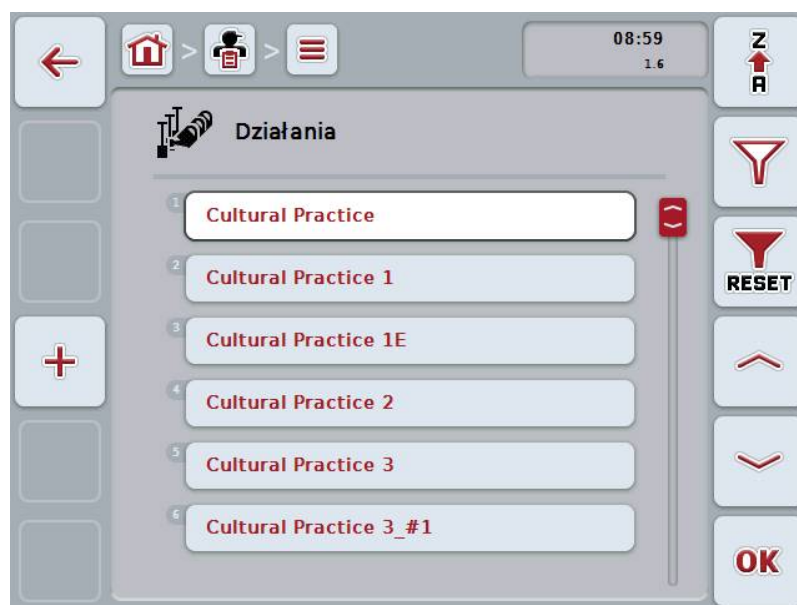 08:59
1.6
Z
A
Działania
1
Cultural Practice
2
Cultural Practice 1
RESET
3
Cultural Practice 1E
4
Cultural Practice 2
5
Cultural Practice 3
6
Cultural Practice 3_#1
OK